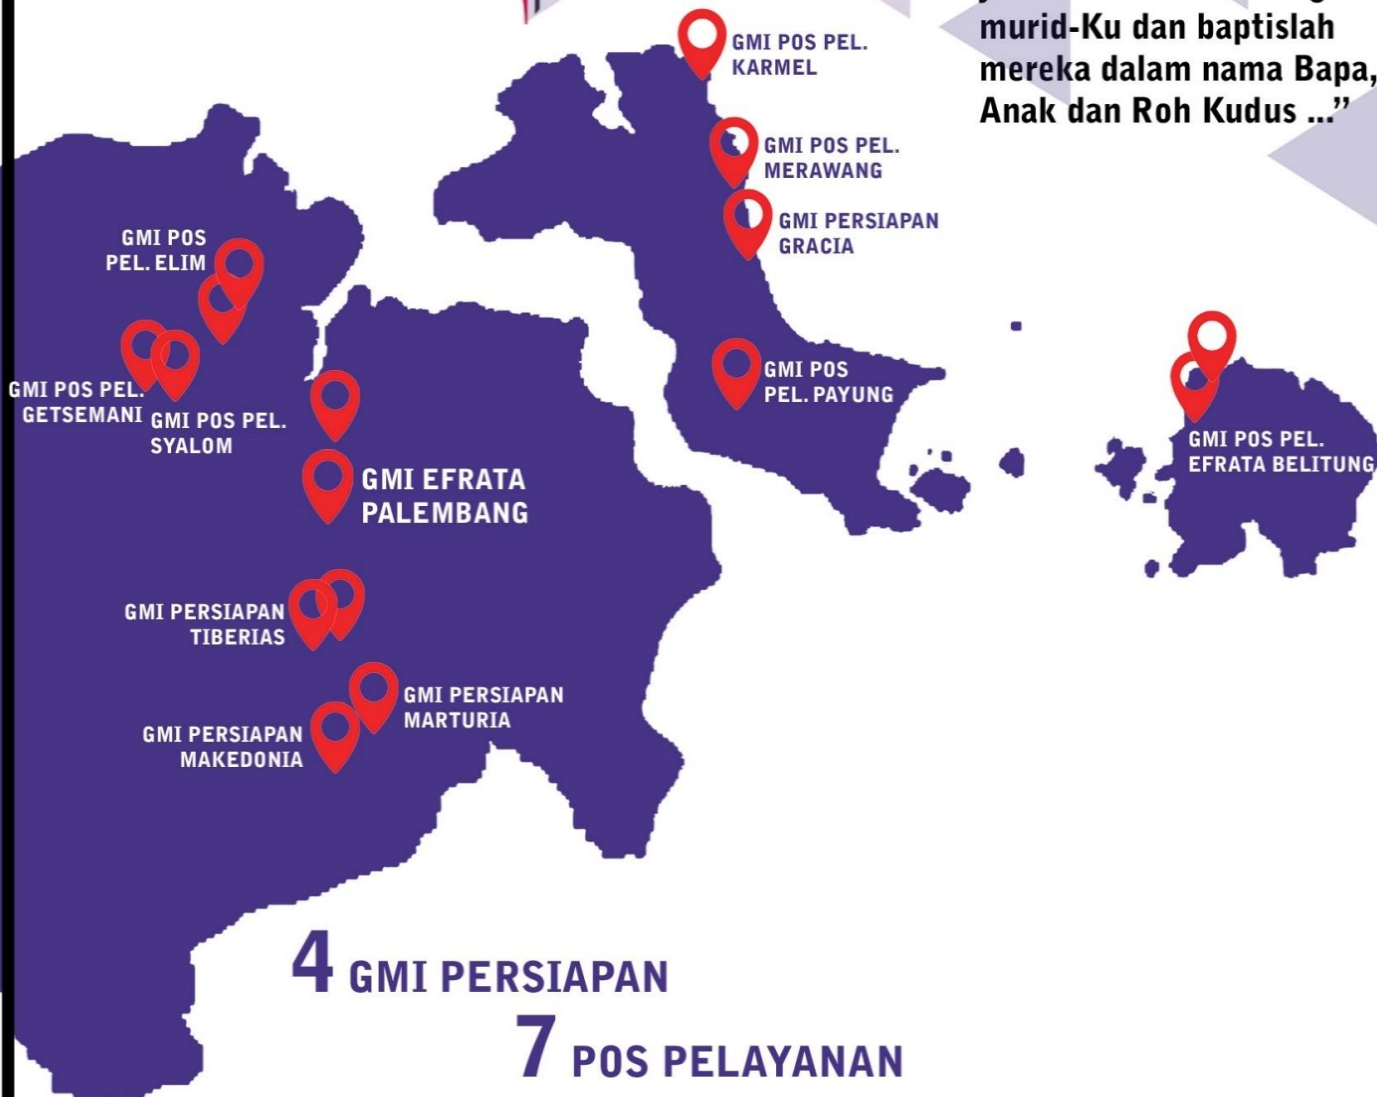 murid-Ku dan baptislah
mereka dalam nama Bapa,
Anak dan Roh Kudus ...”
GMI POS PEL.
KARMEL
GMI POS PEL.
MERAWANG
GMI PERSIAPAN
GRACIA
GMI POS
PEL. ELIM
GMI POS PEL.
GETSEMANI
GMI POS PEL.
SYALOM
GMI POS
PEL. PAYUNG
GMI POS PEL.
EFRATA BELITUNG
GMI EFRATA
PALEMBANG
GMI PERSIAPAN
TIBERIAS
GMI PERSIAPAN
MARTURIA
GMI PERSIAPAN
MAKEDONIA
4 GMI PERSIAPAN
7 POS PELAYANAN